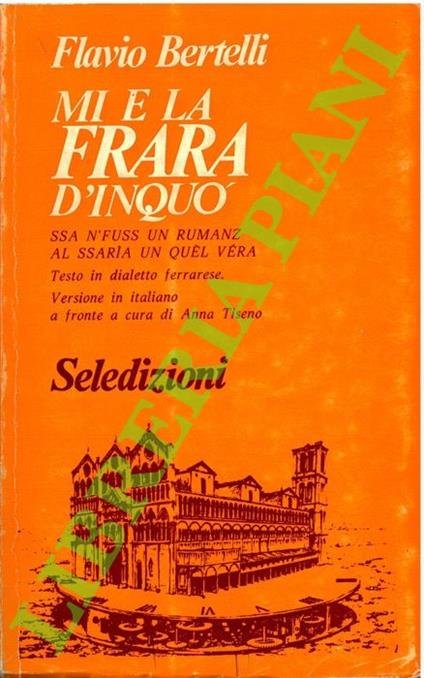 Flavio Bertelli
MI E LA
FRARA
D'INQUÓ
SSA N'FUSS UN RUMANZ
AL SSARÌA UN QUÈL VÉRA
Testo in dialetto ferrarese.
Versione in italiano
a fronte a cura di Anna Tiseno
Seledizioni
LIBRERIA PIANI